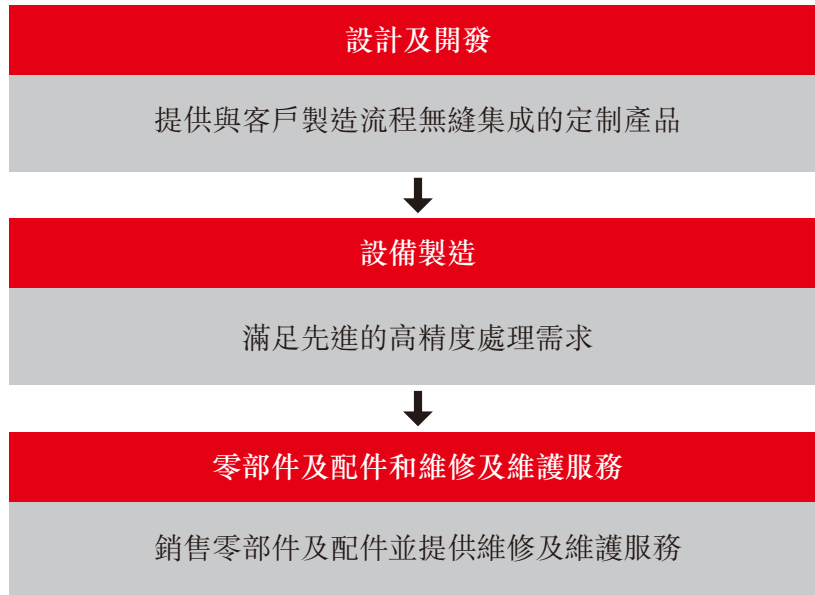 設計及開發
提供與客戶製造流程無縫集成的定制產品
設備製造
滿足先進的高精度處理需求
零部件及配件和維修及維護服務
銷售零部件及配件並提供維修及維護服務